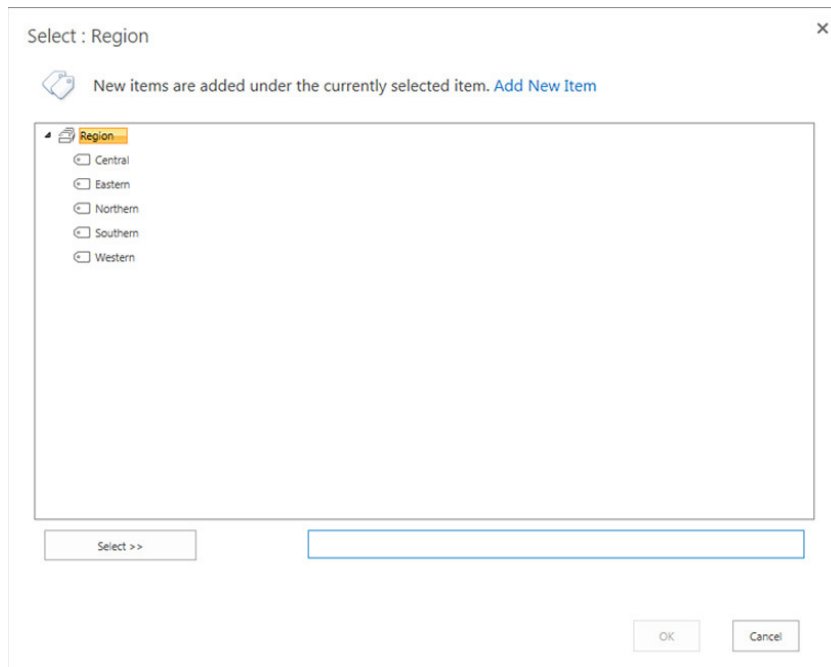 Select : Region
New items are added under the currently selected item. Add New Item
Region
Central
Eastern
Northern
Southern
Western
Select >>
OK
Cancel